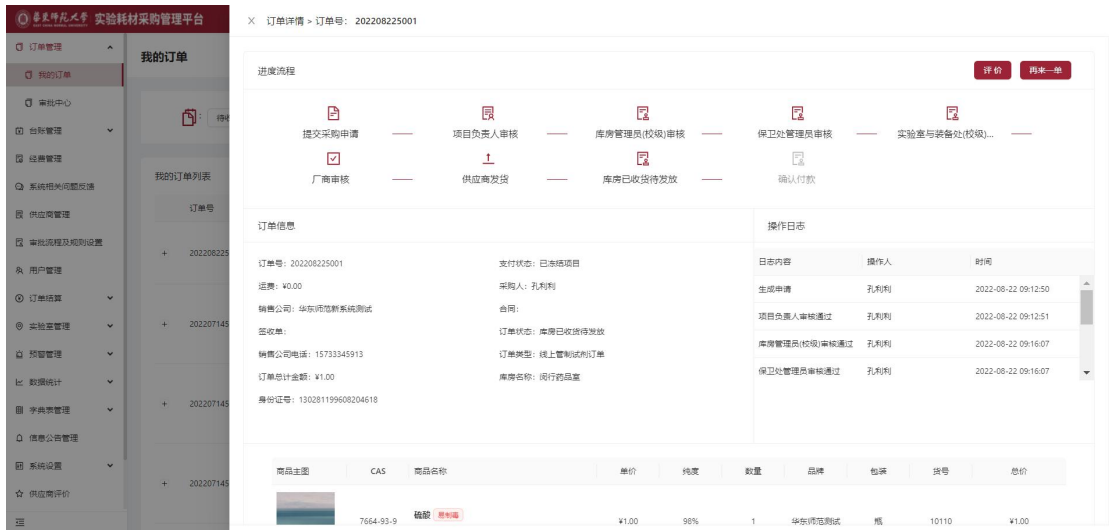 華東師範大學 实验耗材采购管理平台
× 订单详情 > 订单号： 202208225001
订单管理
我的订单
审批中心
台账管理
经费管理
系统相关问题反馈
供应商管理
审批流程及规则设置
用户管理
订单结算
实验室管理
预警管理
数据统计
字典表管理
信息公告管理
系统设置
供应商评价
我的订单
我的订单列表
订单号
+ 202208225
+ 202207145
+ 202207145
+ 202207145
进度流程
评 价 再来一单
提交采购申请 项目负责人审核 库房管理员(校级)审核 保卫处管理员审核 实验室与装备处(校级)...
厂商审核 供应商发货 库房已收货待发放 确认付款
订单信息
订单号: 202208225001 支付状态: 已冻结项目
运费: ¥0.00 采购人: 孔利利
销售公司: 华东师范新系统测试 合同:
签收单: 订单状态: 库房已收货待发放
销售公司电话: 15733345913 订单类型: 线上管制试剂订单
订单总计金额: ¥1.00 库房名称: 闵行药品室
身份证号: 130281199608204618
操作日志
日志内容 操作人 时间
生成申请 孔利利 2022-08-22 09:12:50
项目负责人审核通过 孔利利 2022-08-22 09:12:51
库房管理员(校级)审核通过 孔利利 2022-08-22 09:16:07
保卫处管理员审核通过 孔利利 2022-08-22 09:16:07
商品主图 CAS 商品名称 单价 纯度 数量 品牌 包装 货号 总价
7664-93-9 硫酸 易制毒 ¥1.00 98% 1 华东师范测试 瓶 10110 ¥1.00